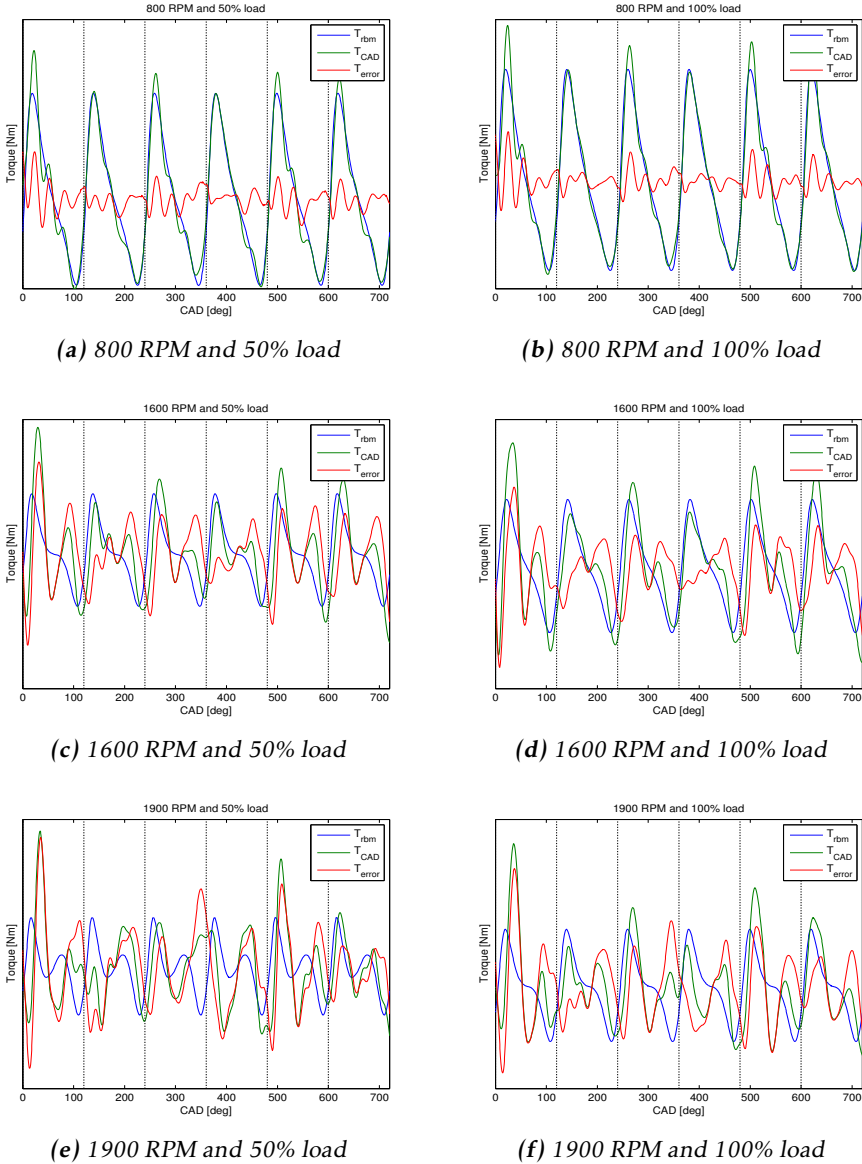 800 RPM and 50% load
T_rbm
T_CAD
T_error
Torque [Nm]
0 100 200 300 400 500 600 700
CAD [deg]
(a) 800 RPM and 50% load
800 RPM and 100% load
T_rbm
T_CAD
T_error
Torque [Nm]
0 100 200 300 400 500 600 700
CAD [deg]
(b) 800 RPM and 100% load
1600 RPM and 50% load
T_rbm
T_CAD
T_error
Torque [Nm]
0 100 200 300 400 500 600 700
CAD [deg]
(c) 1600 RPM and 50% load
1600 RPM and 100% load
T_rbm
T_CAD
T_error
Torque [Nm]
0 100 200 300 400 500 600 700
CAD [deg]
(d) 1600 RPM and 100% load
1900 RPM and 50% load
T_rbm
T_CAD
T_error
Torque [Nm]
0 100 200 300 400 500 600 700
CAD [deg]
(e) 1900 RPM and 50% load
1900 RPM and 100% load
T_rbm
T_CAD
T_error
Torque [Nm]
0 100 200 300 400 500 600 700
CAD [deg]
(f) 1900 RPM and 100% load